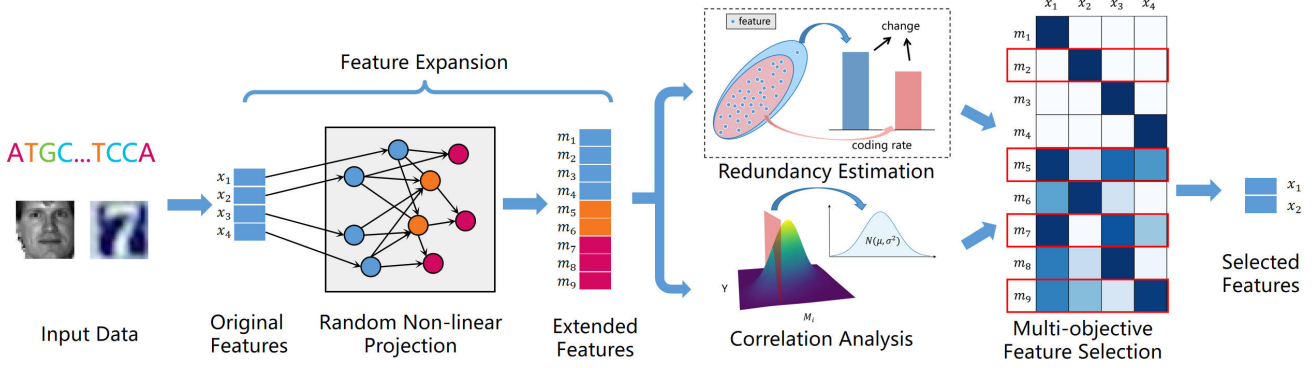 Feature Expansion
ATGC...TCCA
7
Input Data
x₁
x₂
x₃
x₄
Original
Features
Random Non-linear
Projection
m₁
m₂
m₃
m₄
m₅
m₆
m₇
m₈
m₉
Extended
Features
feature
change
coding rate
Redundancy Estimation
N(μ, σ²)
Y
Mᵢ
Correlation Analysis
x₁ x₂ x₃ x₄
m₁
m₂
m₃
m₄
m₅
m₆
m₇
m₈
m₉
Multi-objective
Feature Selection
x₁
x₂
Selected
Features